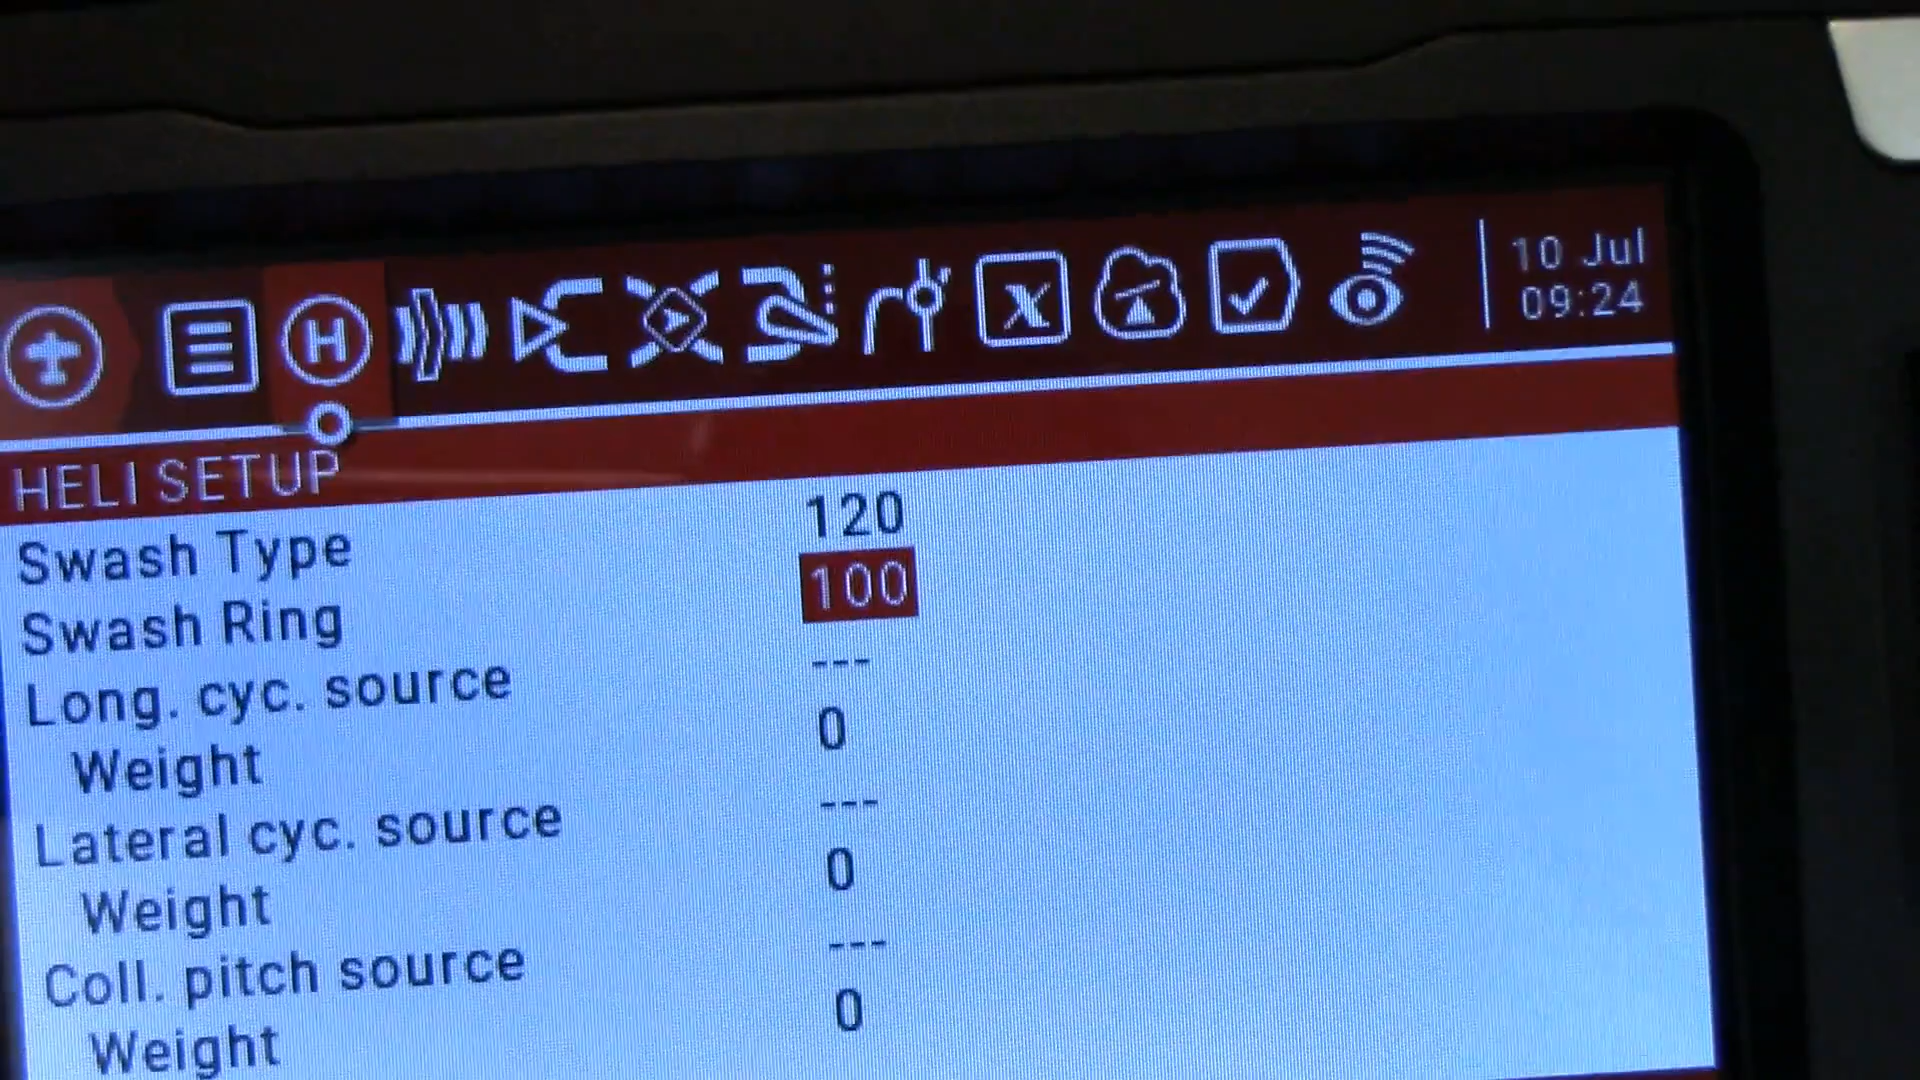 10 Jul
09:24
HELI SETUP
Swash Type 120
Swash Ring 100
Long. cyc. source ---
Weight 0
Lateral cyc. source ---
Weight 0
Coll. pitch source ---
Weight 0